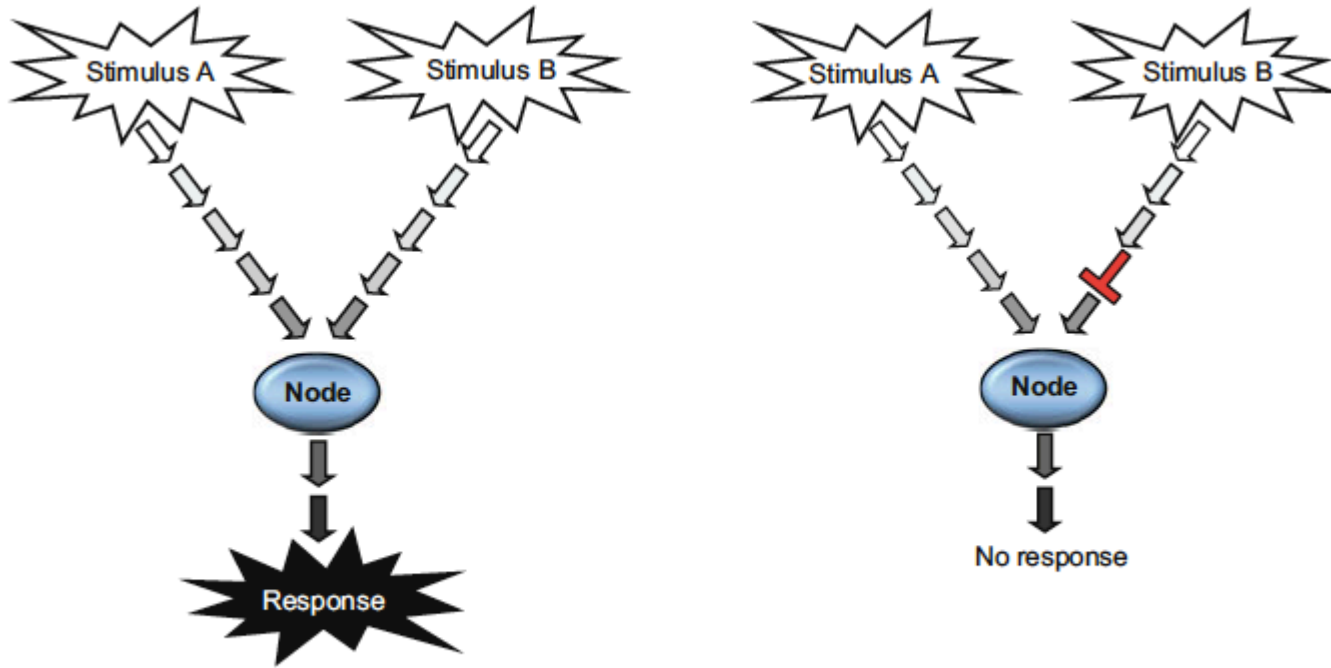 Stimulus A
Stimulus B
Node
Response
Stimulus A
Stimulus B
Node
No response